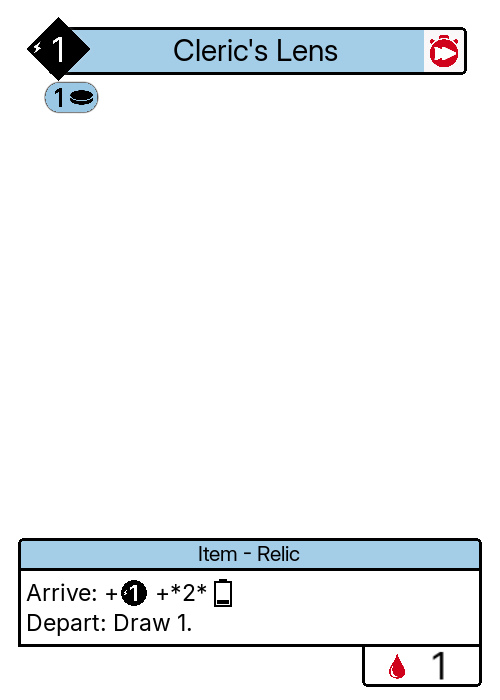 1 Cleric's Lens
1
Item - Relic
Arrive: +1 +*2*
Depart: Draw 1.
1